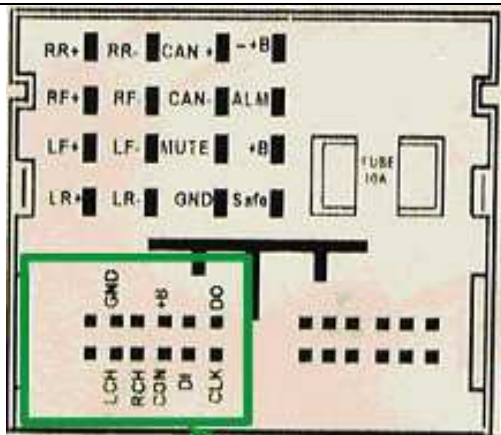 RR+ RR- CAN + -+B
RF+ RF- CAN- ALM
LF+ LF- MUTE +B
LR+ LR- GND Safe
TUBE
10A
GND +B DO
LCH RCH CON DI CLK